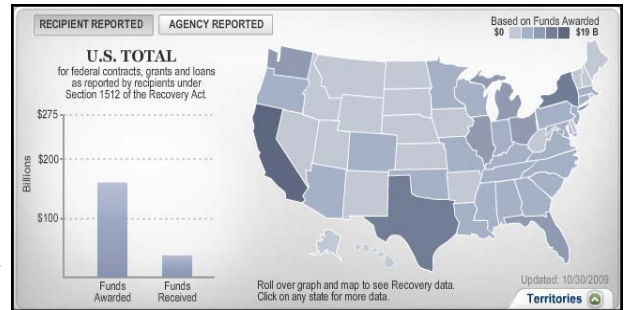 RECIPIENT REPORTED
AGENCY REPORTED
Based on Funds Awarded
$0
$19 B
U.S. TOTAL
for federal contracts, grants and loans
as reported by recipients under
Section 1512 of the Recovery Act.
$275
$200
$100
Billions
Funds
Awarded
Funds
Received
Roll over graph and map to see Recovery data.
Click on any state for more data.
Updated: 10/30/2009
Territories